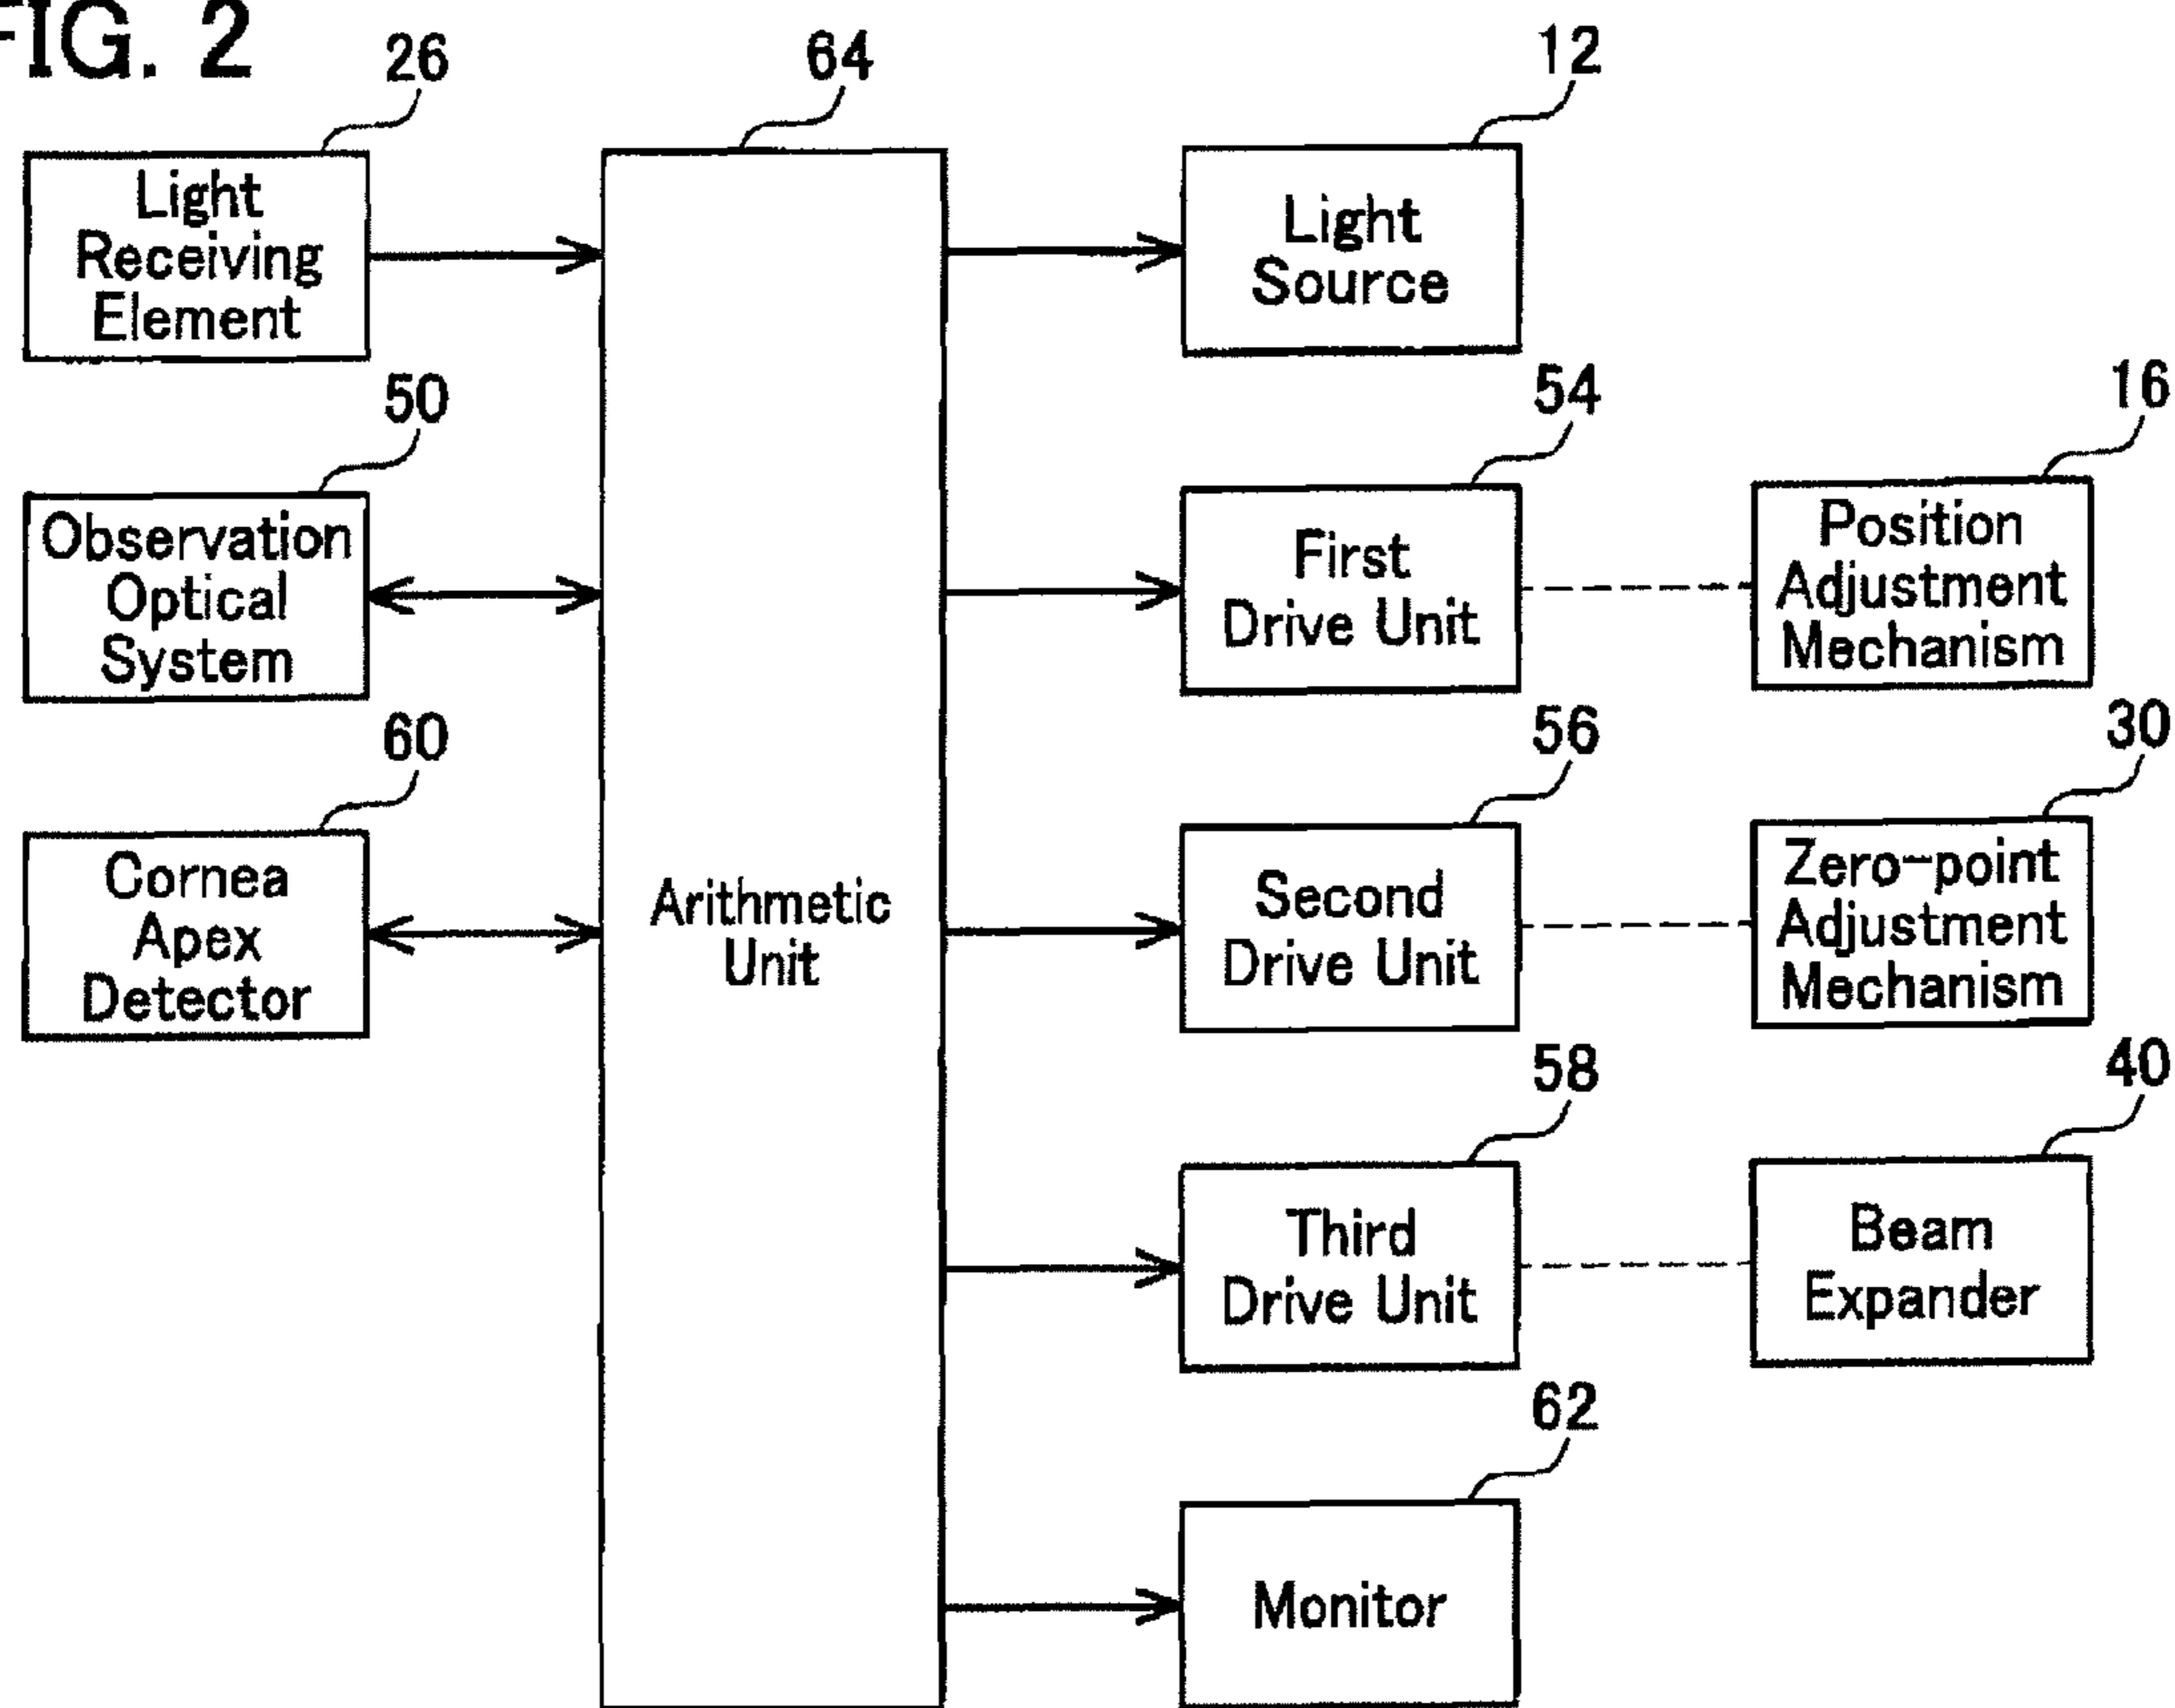 FIG. 2
26
64
12
Light
Receiving
Element
Light
Source
50
54
16
Observation
Optical
System
First
Drive Unit
Position
Adjustment
Mechanism
60
56
30
Cornea
Apex
Detector
Arithmetic
Unit
Second
Drive Unit
Zero-point
Adjustment
Mechanism
58
40
Third
Drive Unit
Beam
Expander
62
Monitor